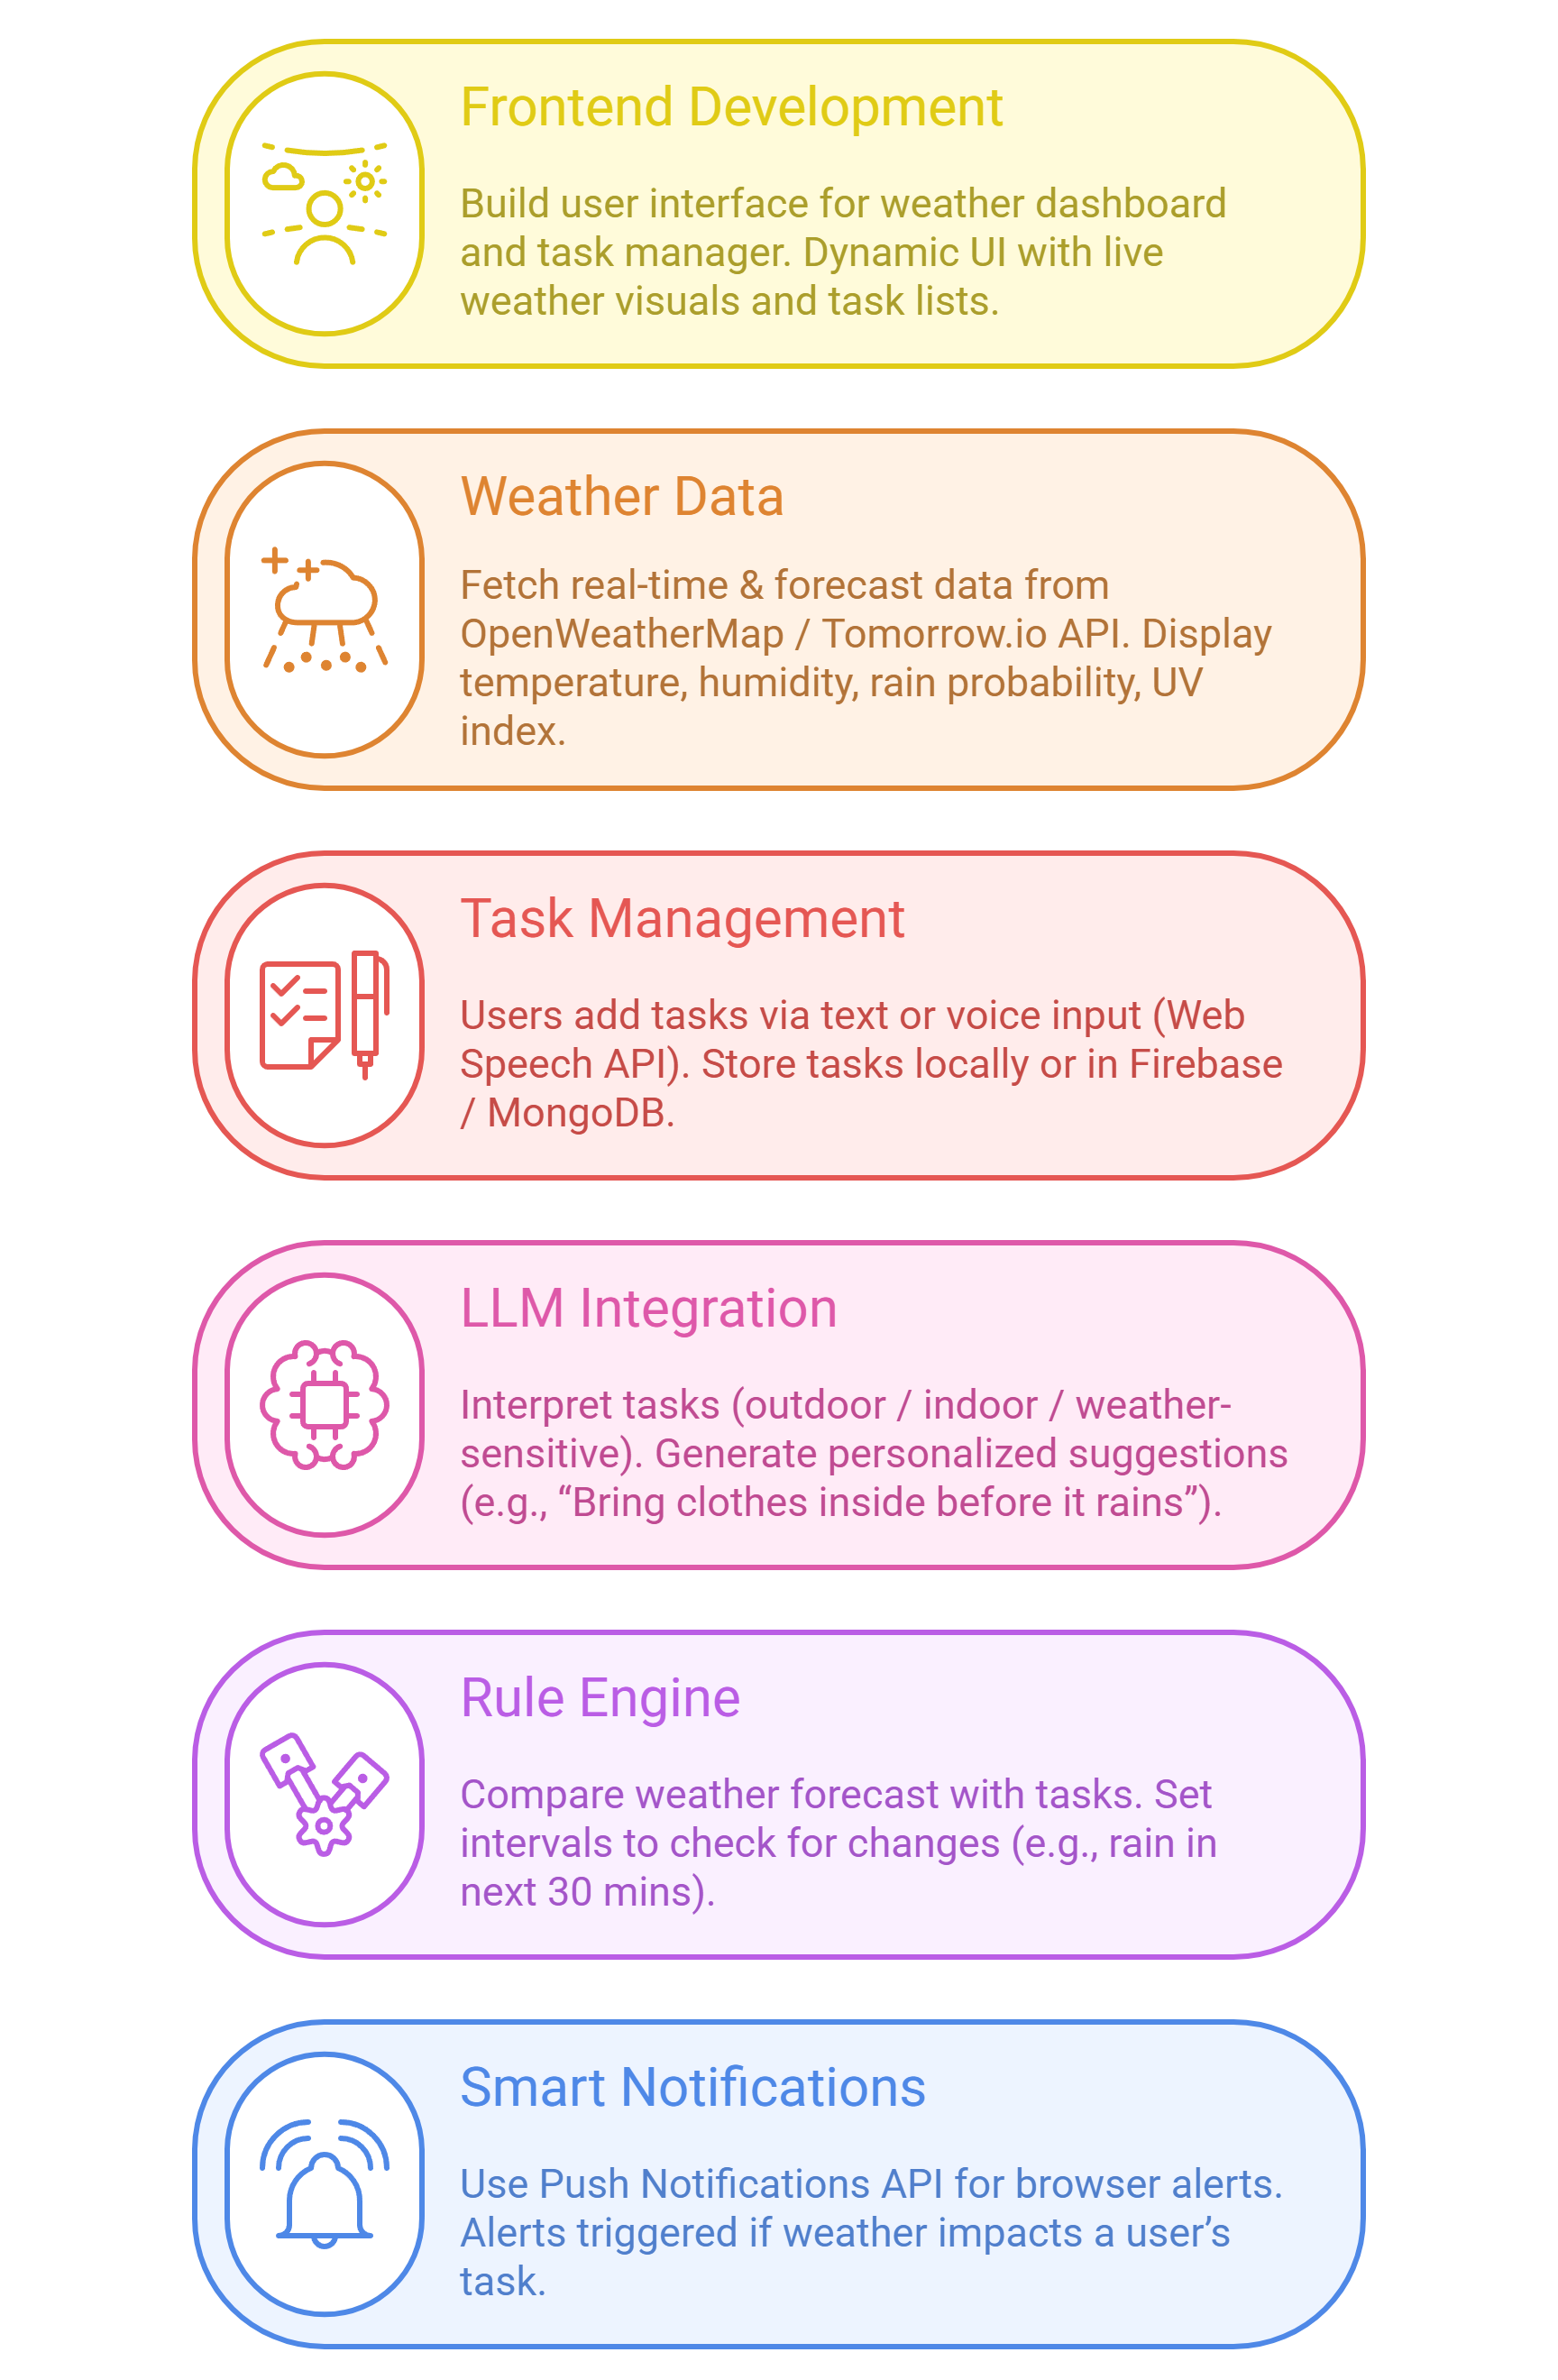 Frontend Development
Build user interface for weather dashboard
and task manager. Dynamic UI with live
weather visuals and task lists.
Weather Data
Fetch real-time & forecast data from
OpenWeatherMap / Tomorrow.io API. Display
temperature, humidity, rain probability, UV
index.
Task Management
Users add tasks via text or voice input (Web
Speech API). Store tasks locally or in Firebase
/ MongoDB.
LLM Integration
Interpret tasks (outdoor / indoor / weather-
sensitive). Generate personalized suggestions
(e.g., “Bring clothes inside before it rains”).
Rule Engine
Compare weather forecast with tasks. Set
intervals to check for changes (e.g., rain in
next 30 mins).
Smart Notifications
Use Push Notifications API for browser alerts.
Alerts triggered if weather impacts a user’s
task.